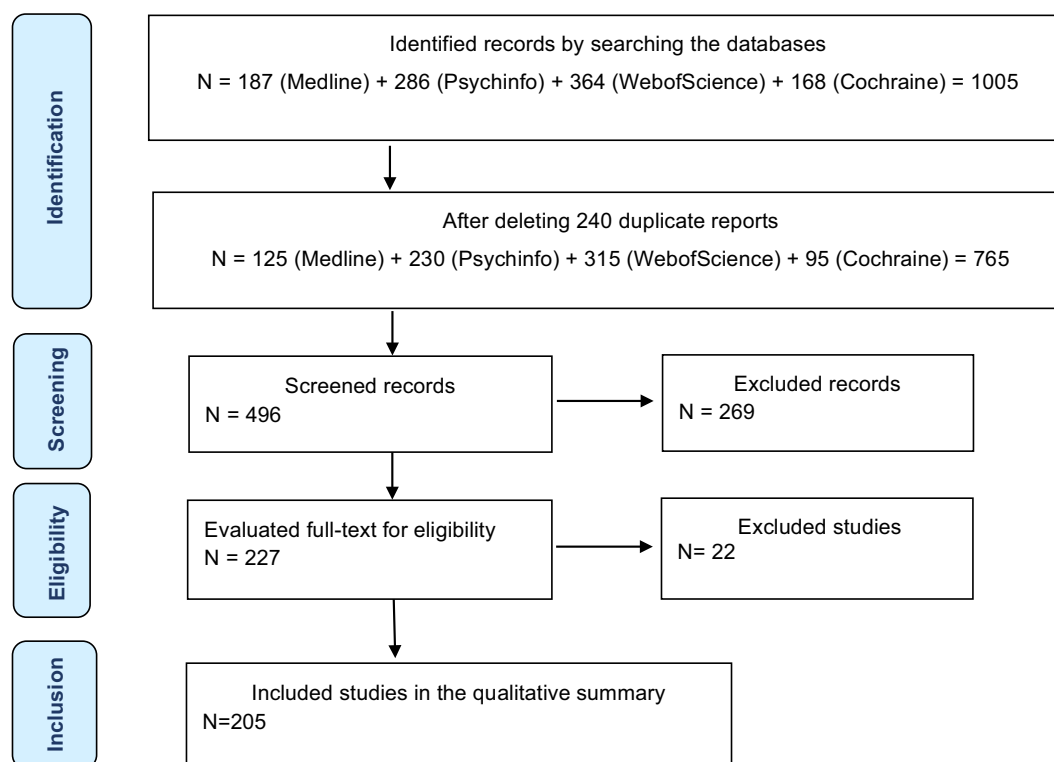 Identification
Identified records by searching the databases
N = 187 (Medline) + 286 (Psychinfo) + 364 (WebofScience) + 168 (Cochraine) = 1005
After deleting 240 duplicate reports
N = 125 (Medline) + 230 (Psychinfo) + 315 (WebofScience) + 95 (Cochraine) = 765
Screening
Screened records
N = 496
Excluded records
N = 269
Eligibility
Evaluated full-text for eligibility
N = 227
Excluded studies
N= 22
Inclusion
Included studies in the qualitative summary
N=205